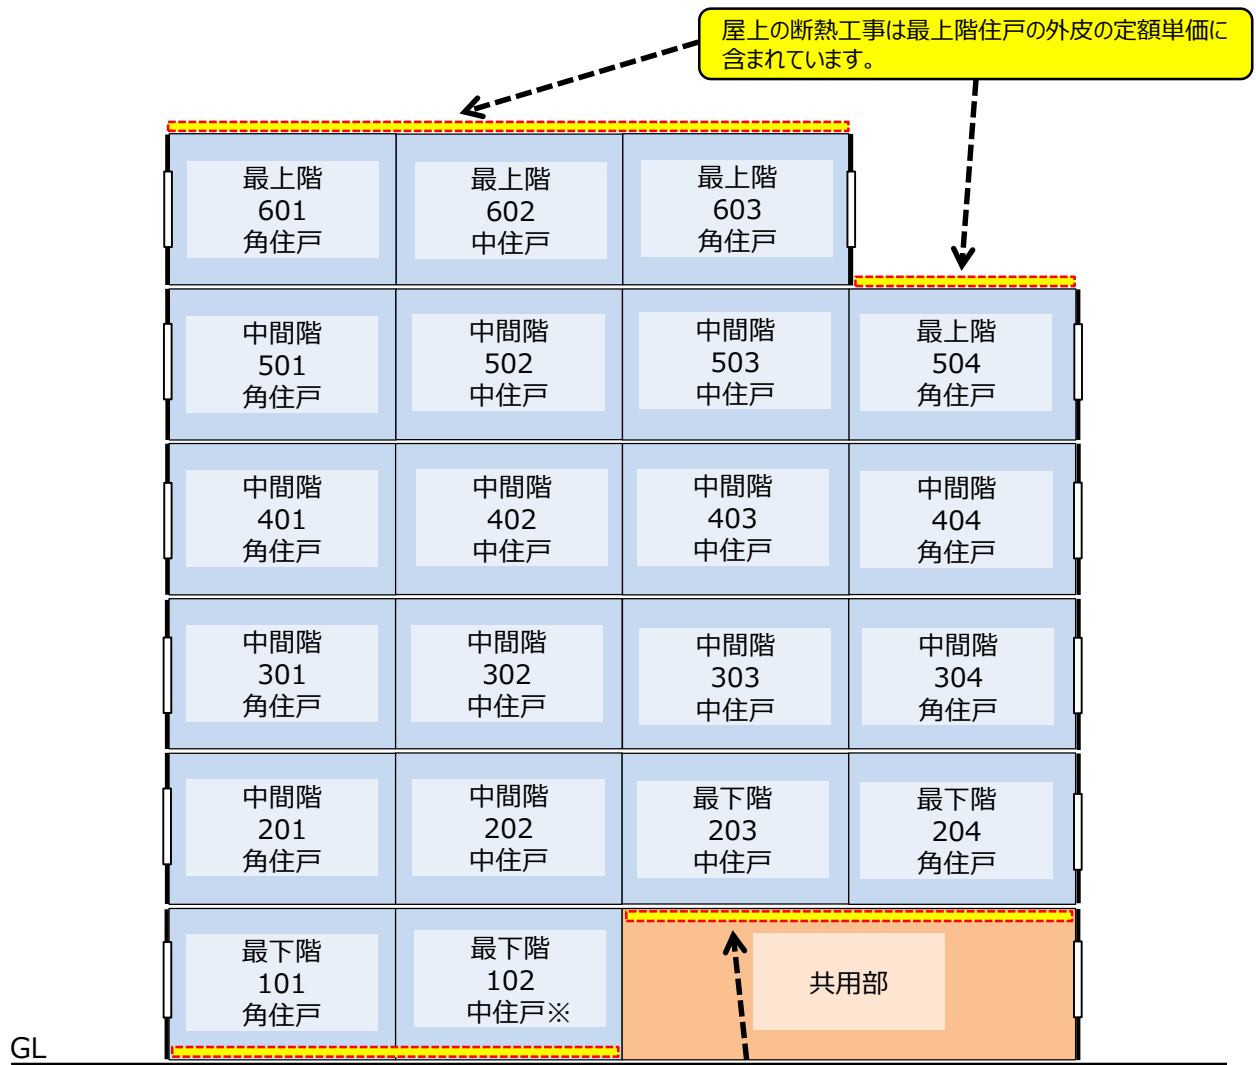 屋上の断熱工事は最上階住戸の外皮の定額単価に
含まれています。
最上階
601
角住戸
最上階
602
中住戸
最上階
603
角住戸
中間階
501
角住戸
中間階
502
中住戸
中間階
503
中住戸
最上階
504
角住戸
中間階
401
角住戸
中間階
402
中住戸
中間階
403
中住戸
中間階
404
角住戸
中間階
301
角住戸
中間階
302
中住戸
中間階
303
中住戸
中間階
304
角住戸
中間階
201
角住戸
中間階
202
中住戸
最下階
203
中住戸
最下階
204
角住戸
最下階
101
角住戸
最下階
102
中住戸※
共用部
GL